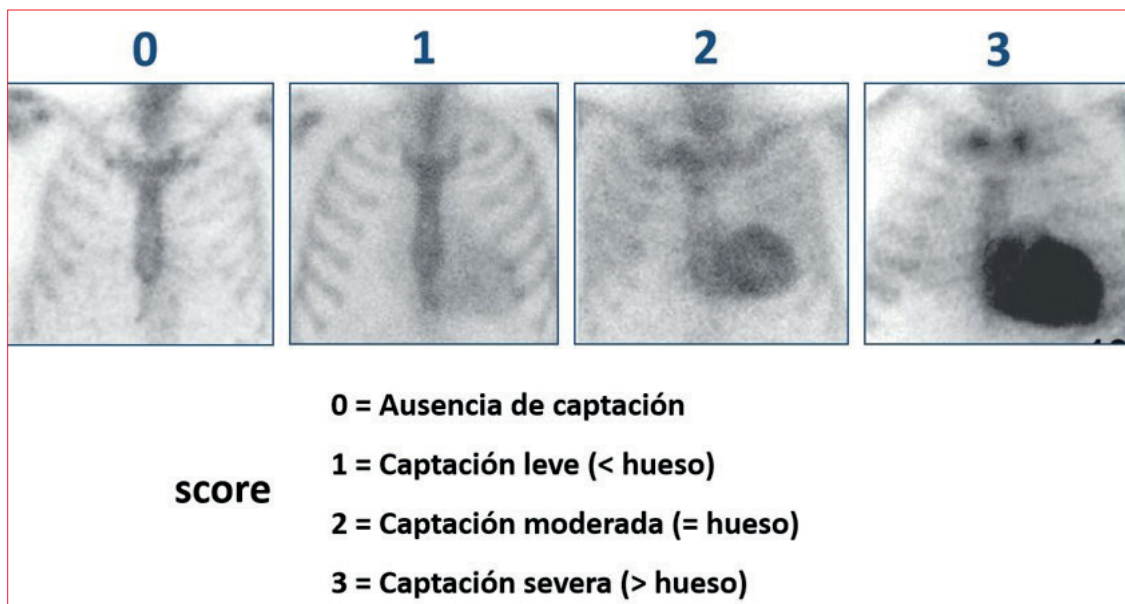 0 1 2 3
0 = Ausencia de captación
1 = Captación leve (< hueso)
score
2 = Captación moderada (= hueso)
3 = Captación severa (> hueso)